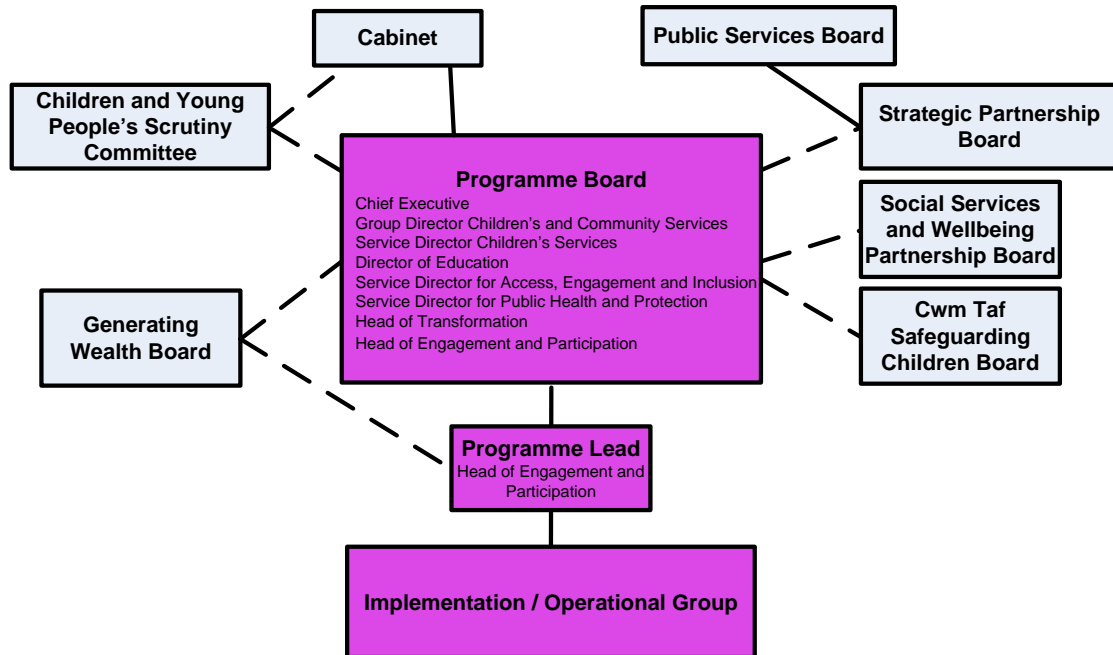 Cabinet
Public Services Board
Children and Young
People’s Scrutiny
Committee
Strategic Partnership
Board
Programme Board
Chief Executive
Group Director Children’s and Community Services
Service Director Children’s Services
Director of Education
Service Director for Access, Engagement and Inclusion
Service Director for Public Health and Protection
Head of Transformation
Head of Engagement and Participation
Social Services
and Wellbeing
Partnership Board
Generating
Wealth Board
Cwm Taf
Safeguarding
Children Board
Programme Lead
Head of Engagement and
Participation
Implementation / Operational Group